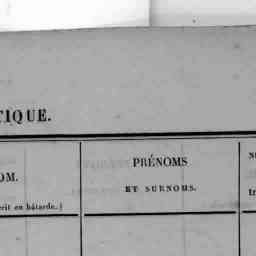 TIQUE.
OM.
PRÉNOMS
ET SURNOMS.
crit en bâtarde.)